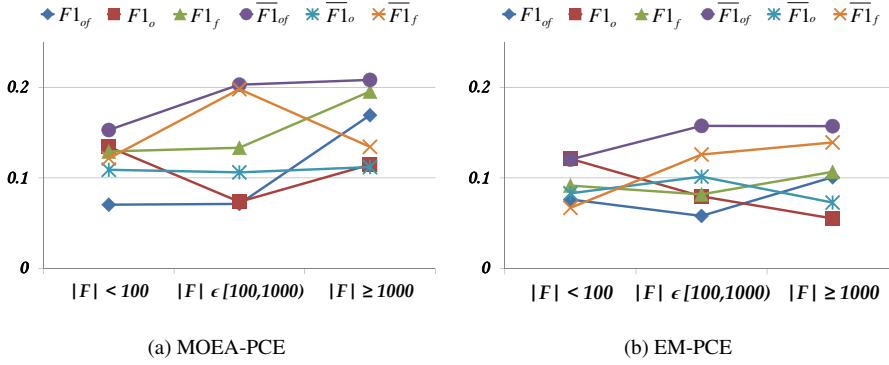 F1of F1o F1f F1of F1o F1f
0.2
0.1
0
|F| < 100 |F| ϵ [100,1000) |F| ≥ 1000
(a) MOEA-PCE
F1of F1o F1f F1of F1o F1f
0.2
0.1
0
|F| < 100 |F| ϵ [100,1000) |F| ≥ 1000
(b) EM-PCE